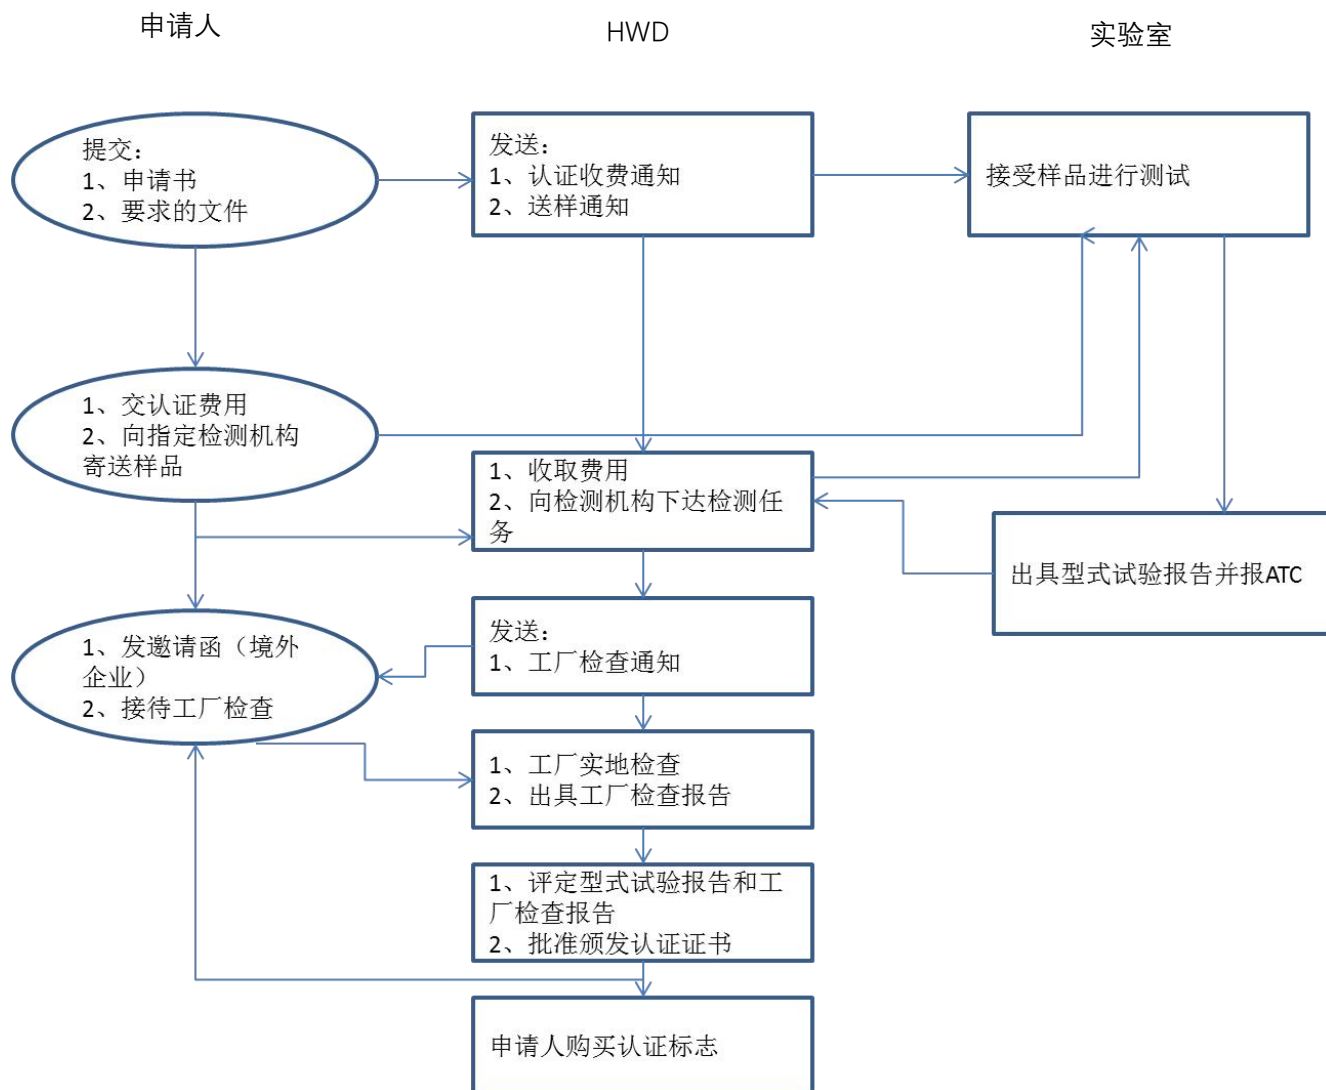 申请人
HWD
实验室
提交：
1、申请书
2、要求的文件
发送：
1、认证收费通知
2、送样通知
接受样品进行测试
1、交认证费用
2、向指定检测机构
寄送样品
1、收取费用
2、向检测机构下达检测任
务
出具型式试验报告并报ATC
1、发邀请函（境外
企业）
2、接待工厂检查
发送：
1、工厂检查通知
1、工厂实地检查
2、出具工厂检查报告
1、评定型式试验报告和工
厂检查报告
2、批准颁发认证证书
申请人购买认证标志